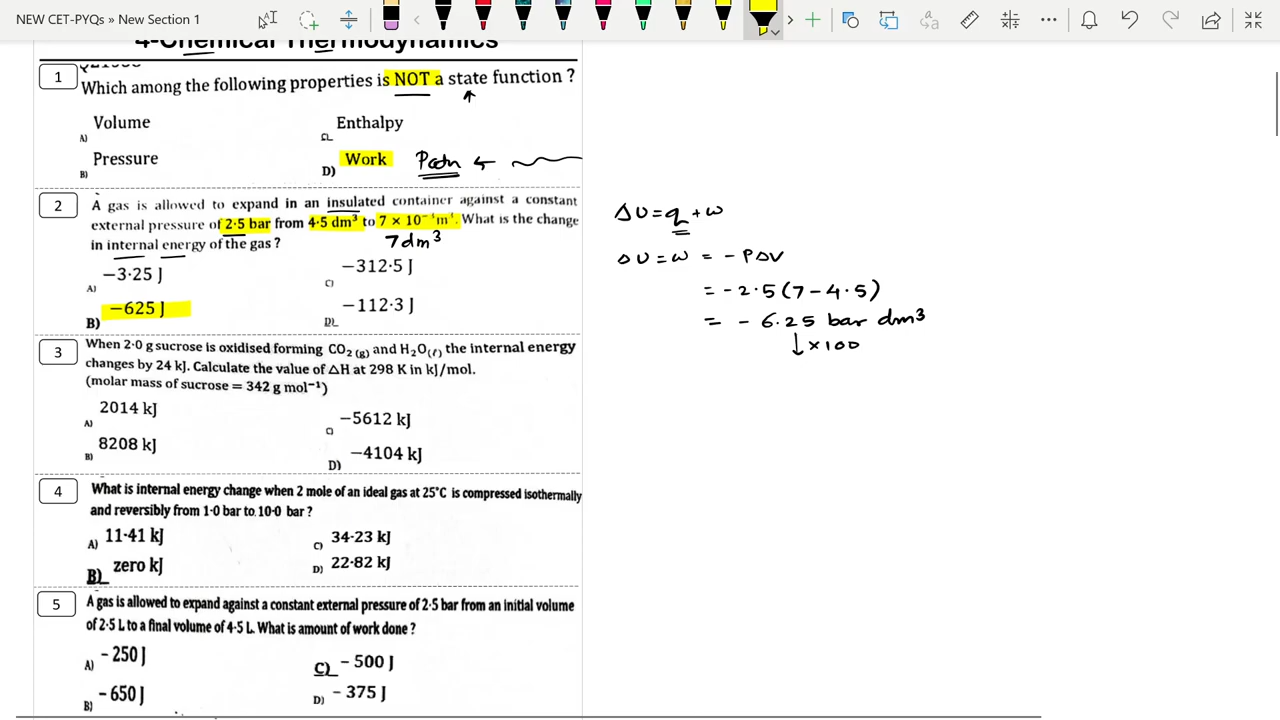 NEW CET-PYQs » New Section 1
4-Chemical Thermodynamics
1
Which among the following properties is NOT a state function ?
A) Volume
C) Enthalpy
B) Pressure
D) Work
Path
2
A gas is allowed to expand in an insulated container against a constant
external pressure of 2·5 bar from 4·5 dm³ to 7 × 10⁻³m³. What is the change
in internal energy of the gas ?
7dm³
A) −3·25 J
C) −312·5 J
B) −625 J
D) −112·3 J
3
When 2·0 g sucrose is oxidised forming CO₂ (g) and H₂O(ℓ) the internal energy
changes by 24 kJ. Calculate the value of ΔH at 298 K in kJ/mol.
(molar mass of sucrose = 342 g mol⁻¹)
A) 2014 kJ
C) −5612 kJ
B) 8208 kJ
D) −4104 kJ
4
What is internal energy change when 2 mole of an ideal gas at 25°C is compressed isothermally
and reversibly from 1·0 bar to 10·0 bar ?
A) 11·41 kJ
C) 34·23 kJ
B) zero kJ
D) 22·82 kJ
5
A gas is allowed to expand against a constant external pressure of 2·5 bar from an initial volume
of 2·5 L to a final volume of 4·5 L. What is amount of work done ?
A) − 250 J
C) − 500 J
B) − 650 J
D) − 375 J
ΔU = q + w
ΔU = w = − PΔV
= − 2.5 (7 − 4.5)
= − 6.25 bar dm³
↓ × 100